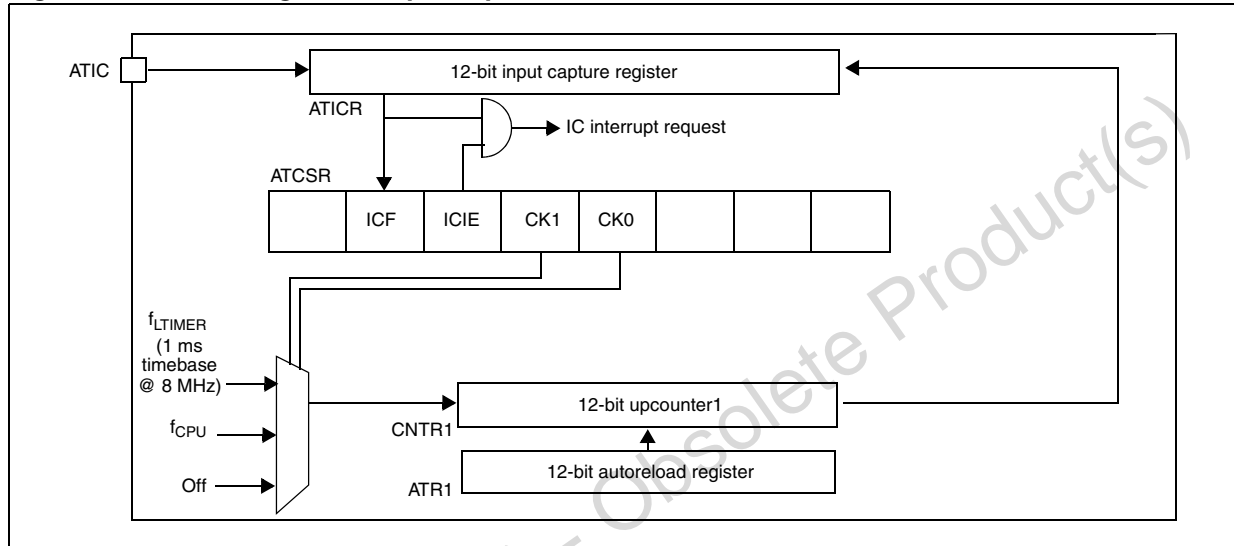 ATIC
12-bit input capture register
ATICR
IC interrupt request
ATCSR
ICF
ICIE
CK1
CK0
fLTIMER
(1 ms
timebase
@ 8 MHz)
fCPU
Off
12-bit upcounter1
CNTR1
12-bit autoreload register
ATR1
- Obsolete Product(s)